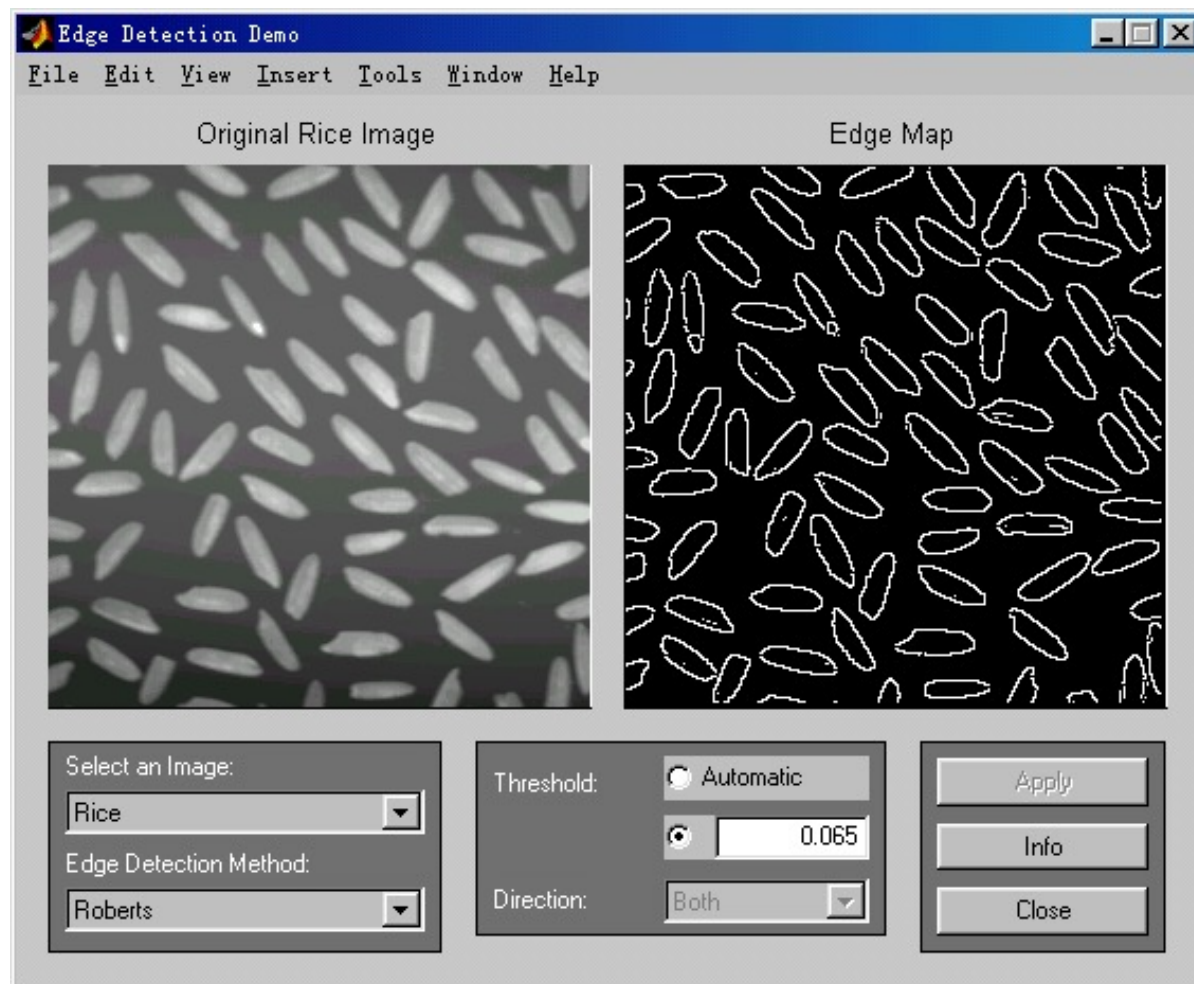 Edge Detection Demo
File Edit View Insert Tools Window Help
Original Rice Image
Edge Map
Select an Image:
Rice
Edge Detection Method:
Roberts
Threshold:
Automatic
0.065
Direction:
Both
Apply
Info
Close